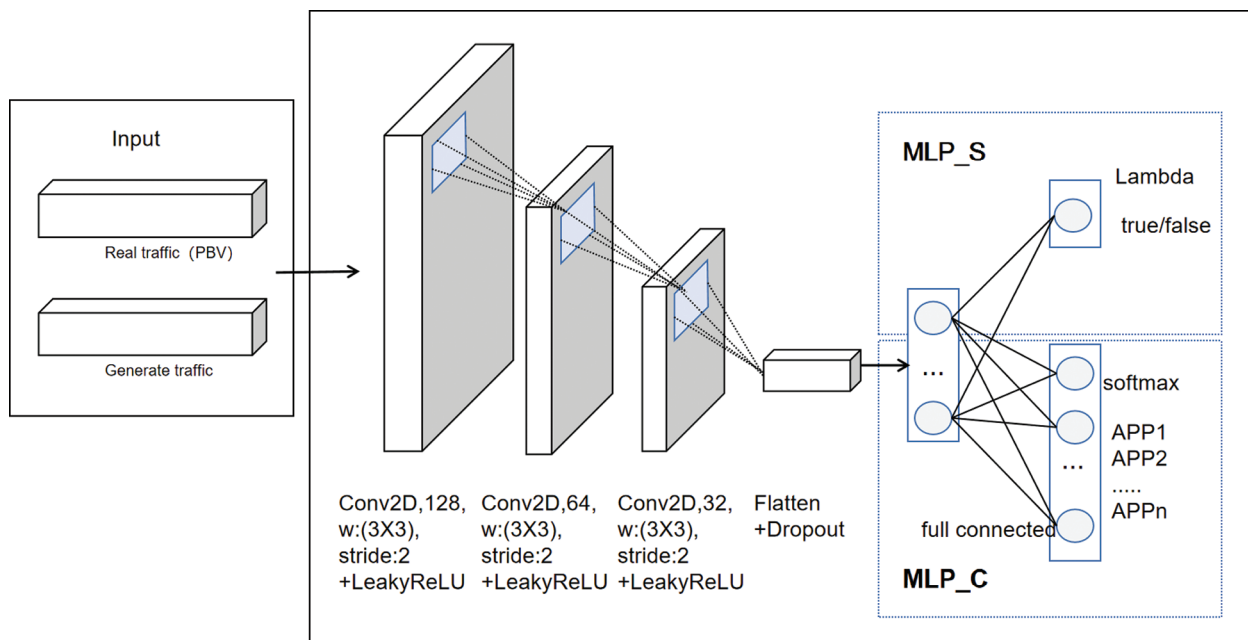 Input
Real traffic（PBV）
Generate traffic
Conv2D,128,
w:(3X3),
stride:2
+LeakyReLU
Conv2D,64,
w:(3X3),
stride:2
+LeakyReLU
Conv2D,32,
w:(3X3),
stride:2
+LeakyReLU
Flatten
+Dropout
MLP_S
Lambda
true/false
...
softmax
APP1
...
APP2
.....
APPn
full connected
MLP_C